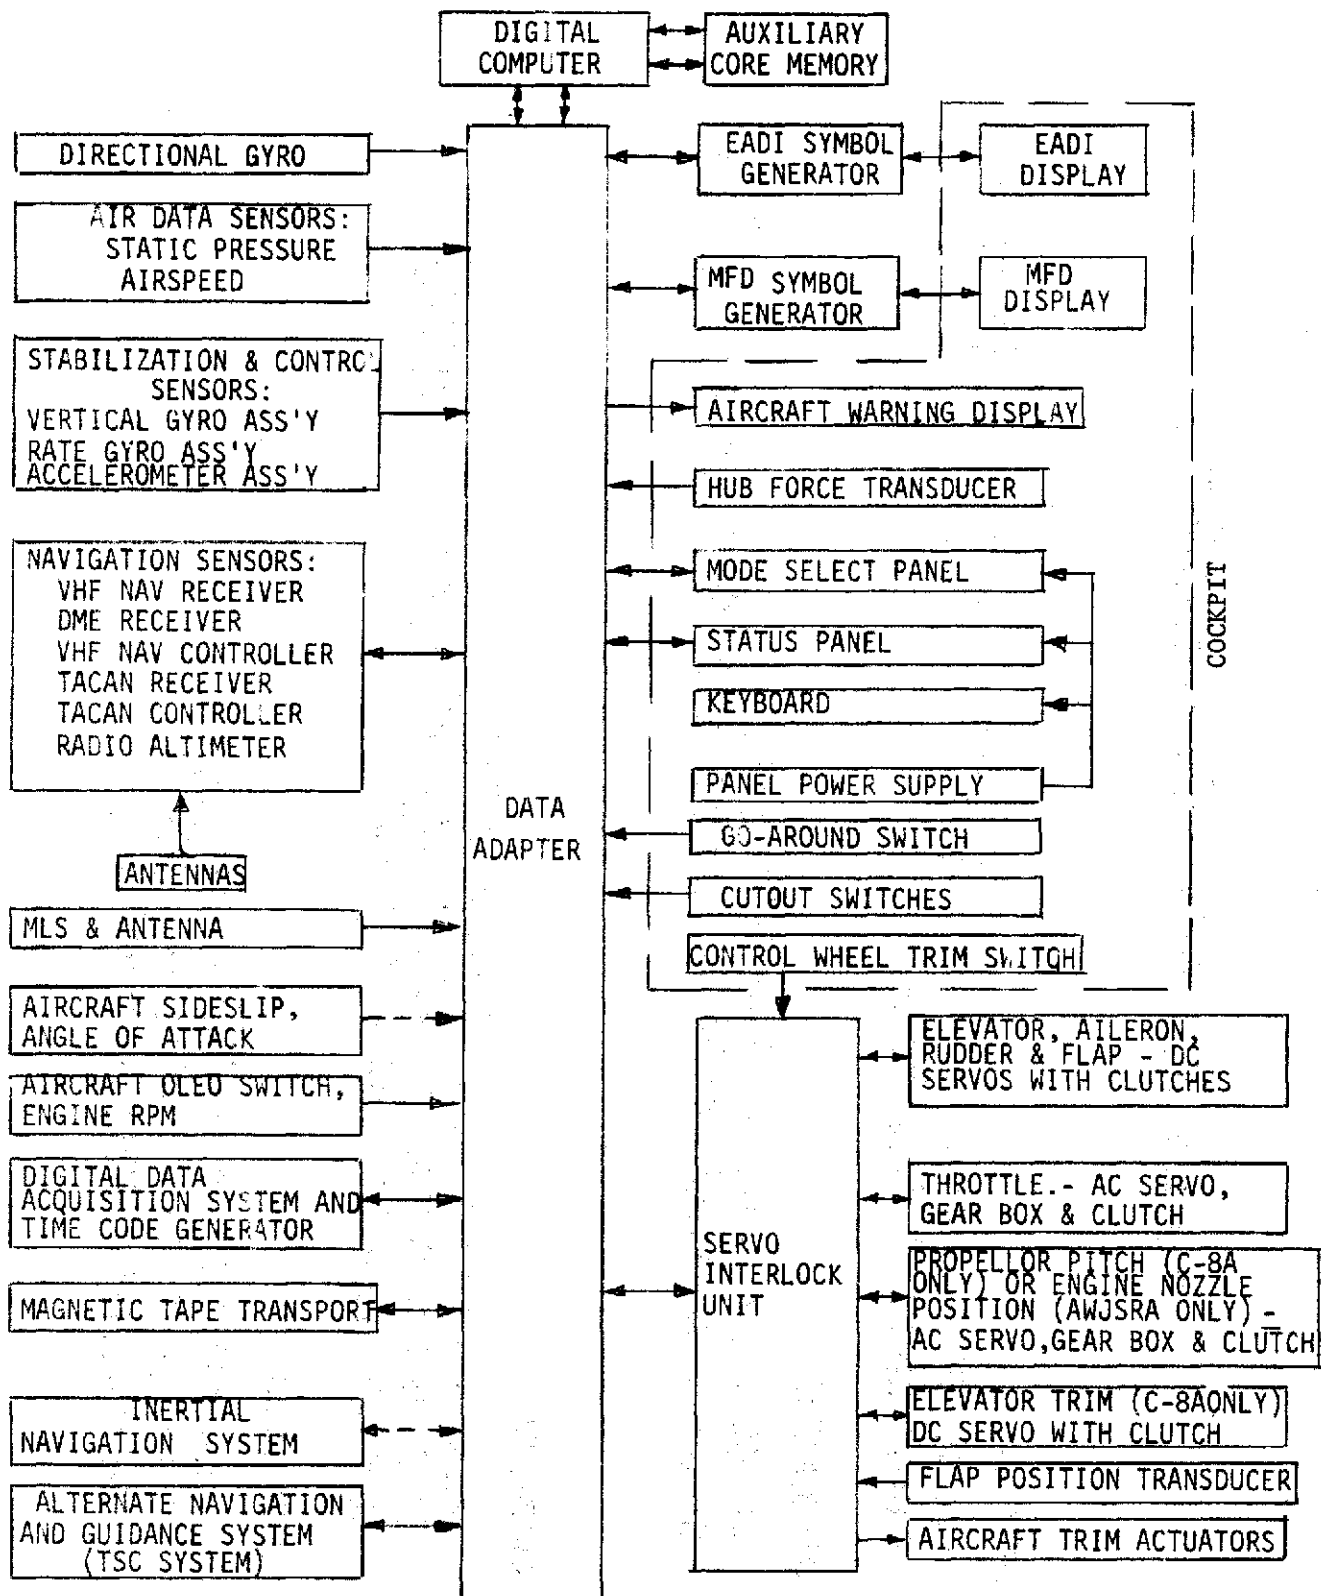 DIGITAL
COMPUTER
AUXILIARY
CORE MEMORY
DIRECTIONAL GYRO
AIR DATA SENSORS:
STATIC PRESSURE
AIRSPEED
STABILIZATION & CONTROL
SENSORS:
VERTICAL GYRO ASS'Y
RATE GYRO ASS'Y
ACCELEROMETER ASS'Y
NAVIGATION SENSORS:
VHF NAV RECEIVER
DME RECEIVER
VHF NAV CONTROLLER
TACAN RECEIVER
TACAN CONTROLLER
RADIO ALTIMETER
ANTENNAS
MLS & ANTENNA
AIRCRAFT SIDESLIP,
ANGLE OF ATTACK
AIRCRAFT OLEO SWITCH,
ENGINE RPM
DIGITAL DATA
ACQUISITION SYSTEM AND
TIME CODE GENERATOR
MAGNETIC TAPE TRANSPORT
INERTIAL
NAVIGATION SYSTEM
ALTERNATE NAVIGATION
AND GUIDANCE SYSTEM
(TSC SYSTEM)
DATA
ADAPTER
EADI SYMBOL
GENERATOR
EADI
DISPLAY
MFD SYMBOL
GENERATOR
MFD
DISPLAY
AIRCRAFT WARNING DISPLAY
HUB FORCE TRANSDUCER
MODE SELECT PANEL
STATUS PANEL
KEYBOARD
PANEL POWER SUPPLY
GO-AROUND SWITCH
CUTOUT SWITCHES
CONTROL WHEEL TRIM SWITCH
COCKPIT
SERVO
INTERLOCK
UNIT
ELEVATOR, AILERON,
RUDDER & FLAP - DC
SERVOS WITH CLUTCHES
THROTTLE.- AC SERVO,
GEAR BOX & CLUTCH
PROPELLOR PITCH (C-8A
ONLY) OR ENGINE NOZZLE
POSITION (AWJSRA ONLY) -
AC SERVO,GEAR BOX & CLUTCH
ELEVATOR TRIM (C-8AONLY)
DC SERVO WITH CLUTCH
FLAP POSITION TRANSDUCER
AIRCRAFT TRIM ACTUATORS